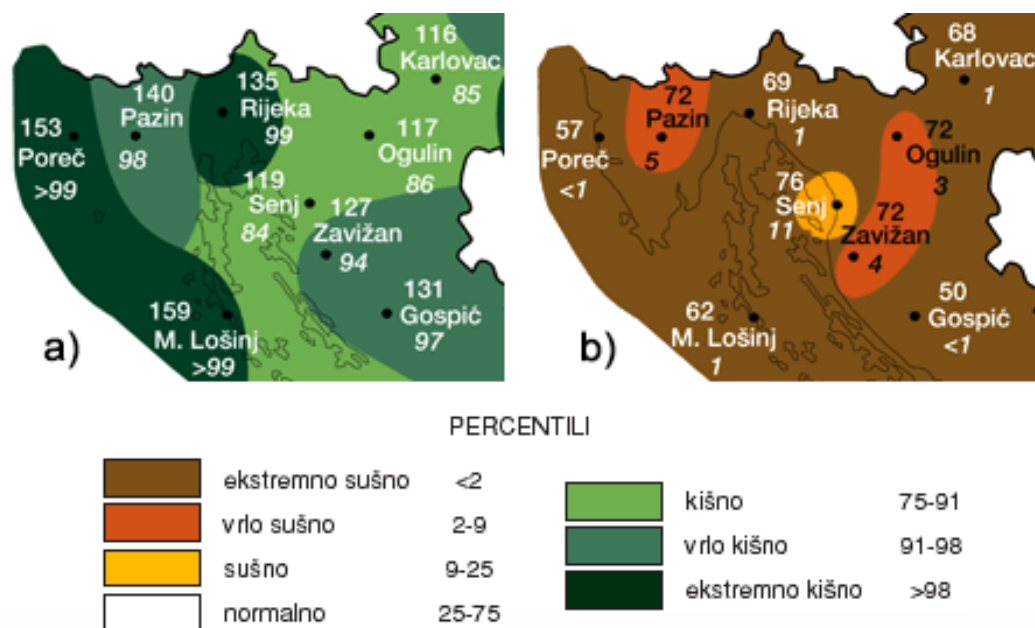 116
Karlovac
85
135
Rijeka
99
140
Pazin
98
153
Poreč
>99
117
Ogulin
86
119
Senj
84
127
Zavižan
94
131
Gospić
97
159
M. Lošinj
>99
a)
68
Karlovac
1
69
Rijeka
1
72
Pazin
5
57
Poreč
<1
72
Ogulin
3
76
Senj
11
72
Zavižan
4
50
Gospić
<1
62
M. Lošinj
1
b)
PERCENTILI
ekstremno sušno <2
vrlo sušno 2-9
sušno 9-25
normalno 25-75
kišno 75-91
vrlo kišno 91-98
ekstremno kišno >98